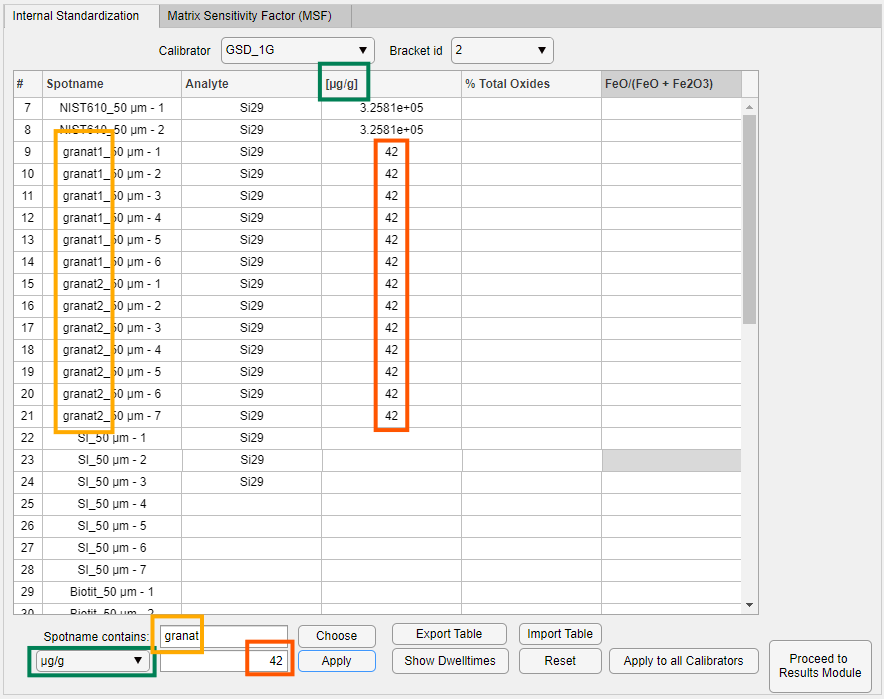 Internal Standardization Matrix Sensitivity Factor (MSF)
Calibrator GSD_1G Bracket id 2
# Spotname Analyte [µg/g] % Total Oxides FeO/(FeO + Fe2O3)
7 NIST610_50 µm - 1 Si29 3.2581e+05
8 NIST610_50 µm - 2 Si29 3.2581e+05
9 granat1_50 µm - 1 Si29 42
10 granat1_50 µm - 2 Si29 42
11 granat1_50 µm - 3 Si29 42
12 granat1_50 µm - 4 Si29 42
13 granat1_50 µm - 5 Si29 42
14 granat1_50 µm - 6 Si29 42
15 granat2_50 µm - 1 Si29 42
16 granat2_50 µm - 2 Si29 42
17 granat2_50 µm - 3 Si29 42
18 granat2_50 µm - 4 Si29 42
19 granat2_50 µm - 5 Si29 42
20 granat2_50 µm - 6 Si29 42
21 granat2_50 µm - 7 Si29 42
22 SI_50 µm - 1 Si29
23 SI_50 µm - 2 Si29
24 SI_50 µm - 3 Si29
25 SI_50 µm - 4
26 SI_50 µm - 5
27 SI_50 µm - 6
28 SI_50 µm - 7
29 Biotit_50 µm - 1
30 Biotit_50 µm - 2
Spotname contains: granat Choose Export Table Import Table
µg/g 42 Apply Show Dwelltimes Reset Apply to all Calibrators
Proceed to
Results Module